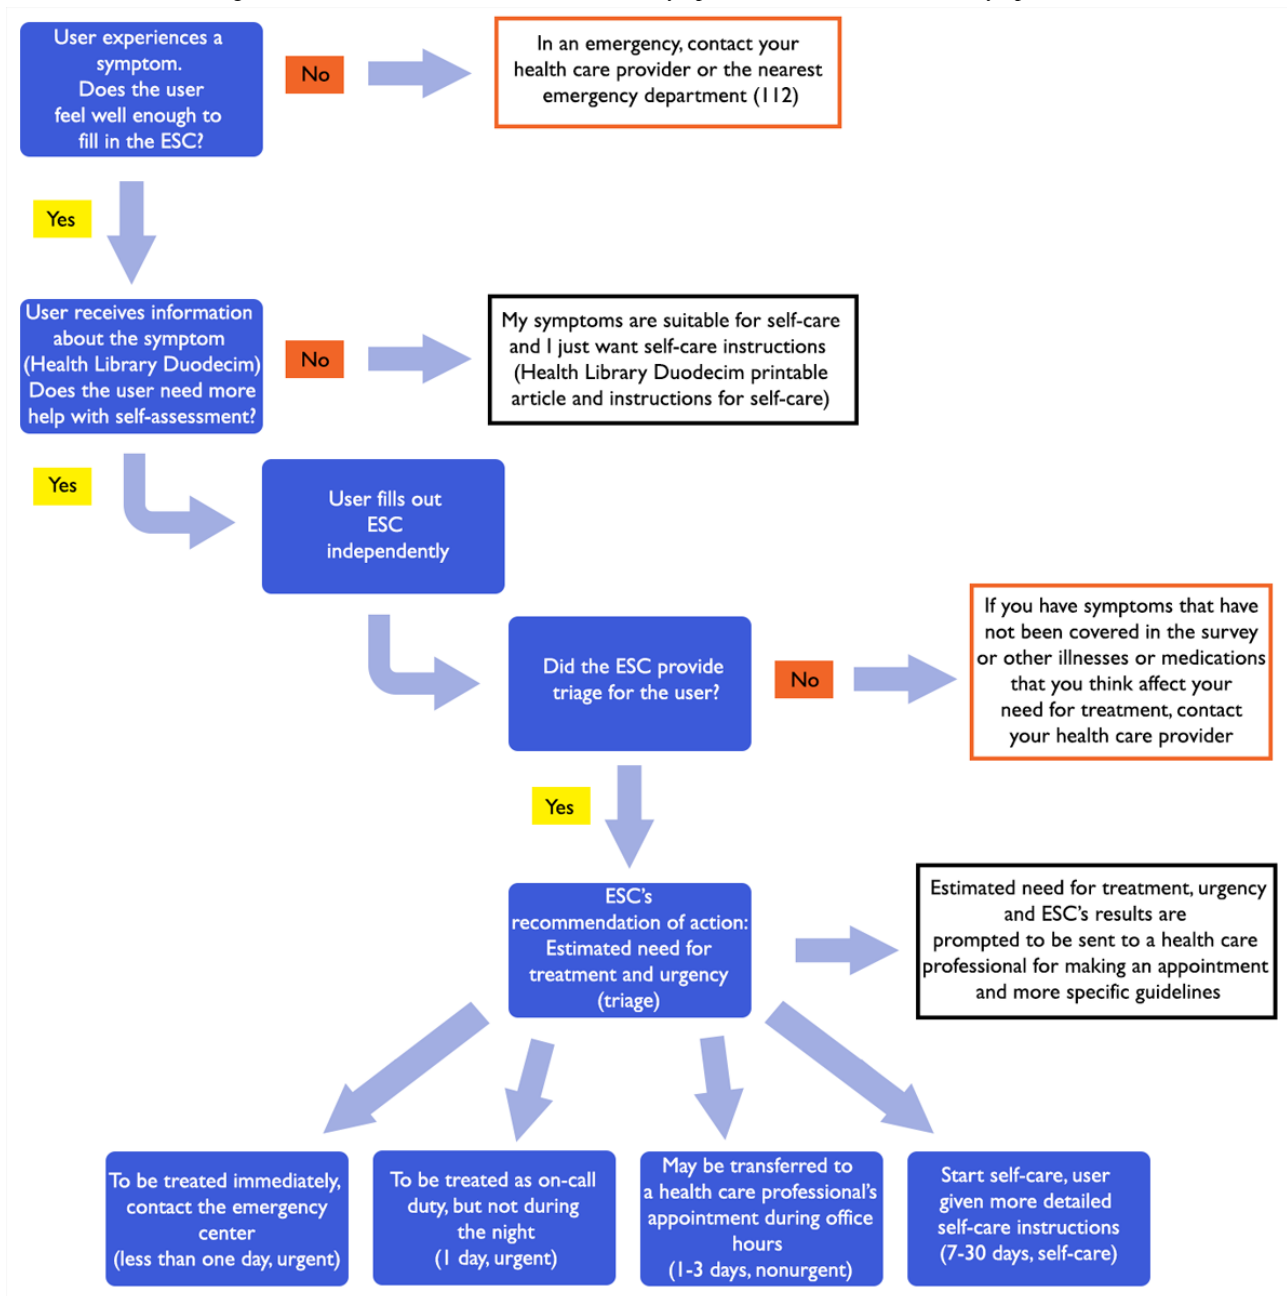 User experiences a
symptom.
Does the user
feel well enough to
fill in the ESC?
No
In an emergency, contact your
health care provider or the nearest
emergency department (112)
Yes
User receives information
about the symptom
(Health Library Duodecim)
Does the user need more
help with self-assessment?
No
My symptoms are suitable for self-care
and I just want self-care instructions
(Health Library Duodecim printable
article and instructions for self-care)
Yes
User fills out
ESC
independently
Did the ESC provide
triage for the user?
No
If you have symptoms that have
not been covered in the survey
or other illnesses or medications
that you think affect your
need for treatment, contact
your health care provider
Yes
ESC's
recommendation of action:
Estimated need for
treatment and urgency
(triage)
Estimated need for treatment, urgency
and ESC's results are
prompted to be sent to a health care
professional for making an appointment
and more specific guidelines
To be treated immediately,
contact the emergency
center
(less than one day, urgent)
To be treated as on-call
duty, but not during
the night
(1 day, urgent)
May be transferred to
a health care professional's
appointment during office
hours
(1-3 days, nonurgent)
Start self-care, user
given more detailed
self-care instructions
(7-30 days, self-care)